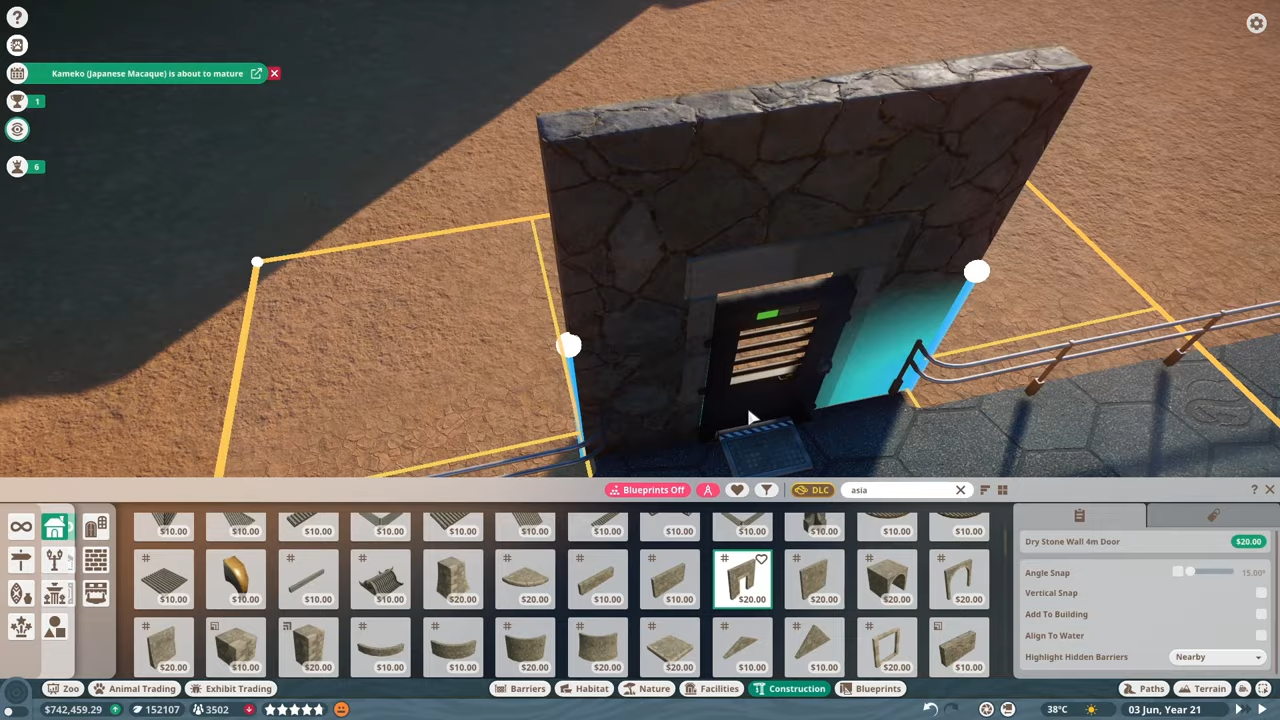 ?
Kameko (Japanese Macaque) is about to mature
1
6
Blueprints Off
DLC
asia
?
$10.00 $10.00 $10.00 $10.00 $10.00 $10.00 $10.00 $10.00 $10.00 $10.00 $10.00 $10.00
$10.00 $10.00 $10.00 $10.00 $20.00 $10.00 $10.00 $10.00 $20.00 $20.00 $20.00 $10.00
$20.00 $20.00 $20.00 $10.00 $10.00 $20.00 $20.00 $20.00 $10.00 $10.00 $20.00 $10.00
Dry Stone Wall 4m Door $20.00
Angle Snap 15.00°
Vertical Snap
Add To Building
Align To Water
Highlight Hidden Barriers Nearby
Zoo Animal Trading Exhibit Trading Barriers Habitat Nature Facilities Construction Blueprints Paths Terrain
$742,459.29 152107 3502 38°C 03 Jun, Year 21